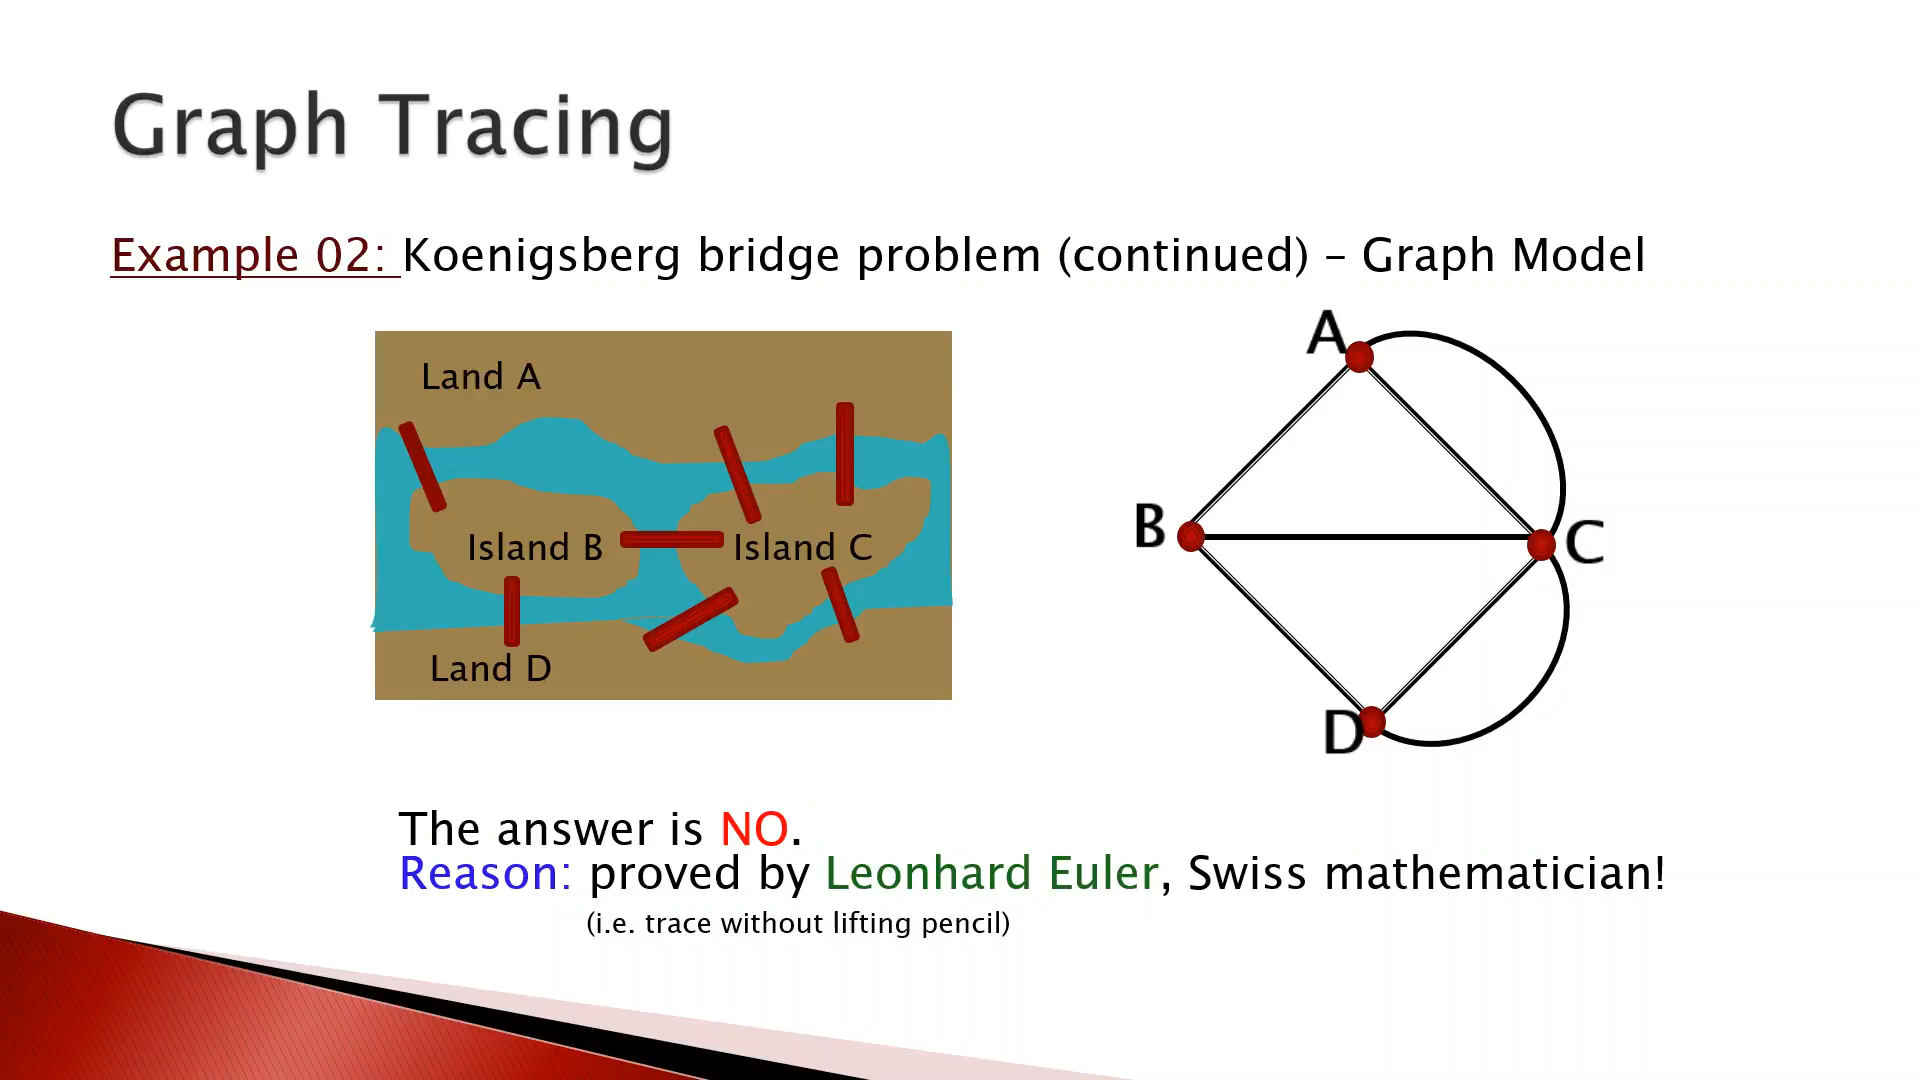 Graph Tracing
Example 02: Koenigsberg bridge problem (continued) – Graph Model
Land A
Island B
Island C
Land D
A
B
C
D
The answer is NO.
Reason: proved by Leonhard Euler, Swiss mathematician!
(i.e. trace without lifting pencil)